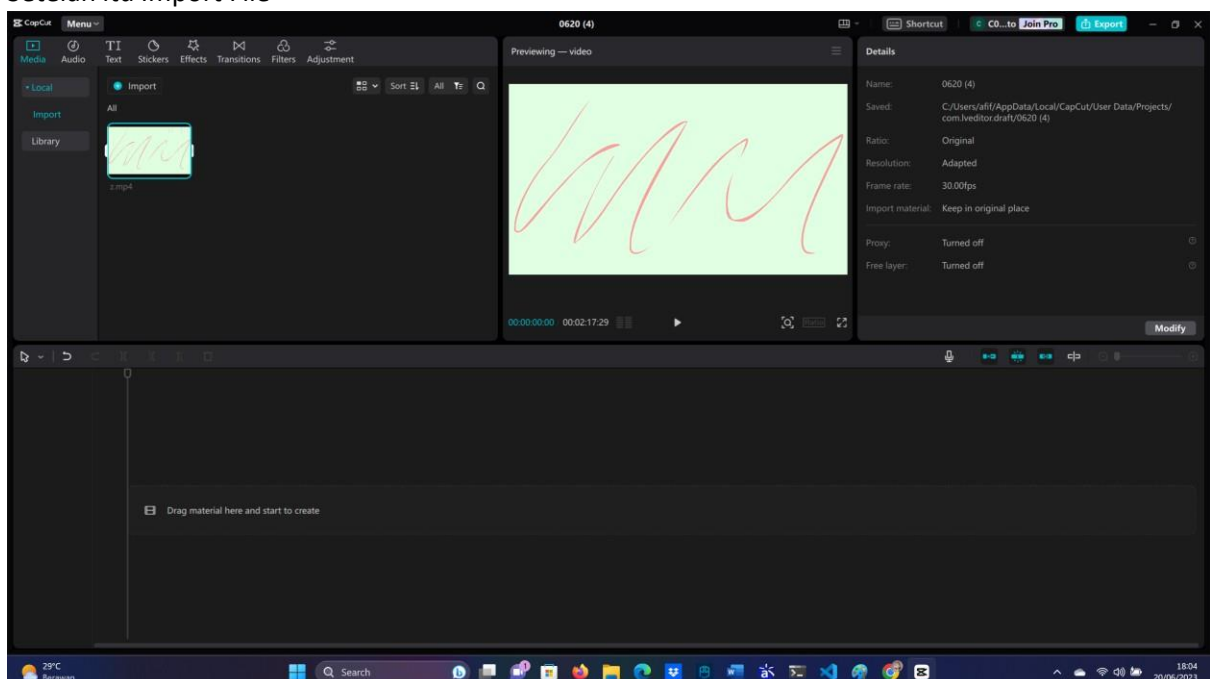 Setelah itu Import File
CapCut Menu 0620 (4) Shortcut C C0...to Join Pro Export
Media Audio Text Stickers Effects Transitions Filters Adjustment
TI
Local
Import
Library
Import Sort All
All
z.mp4
Previewing — video
00:00:00:00 00:02:17:29
Details
Name: 0620 (4)
Saved: C:/Users/afif/AppData/Local/CapCut/User Data/Projects/
com.lveditor.draft/0620 (4)
Ratio: Original
Resolution: Adapted
Frame rate: 30.00fps
Import material: Keep in original place
Proxy: Turned off
Free layer: Turned off
Modify
Drag material here and start to create
29°C
Berawan
Search
18:04
20/06/2023